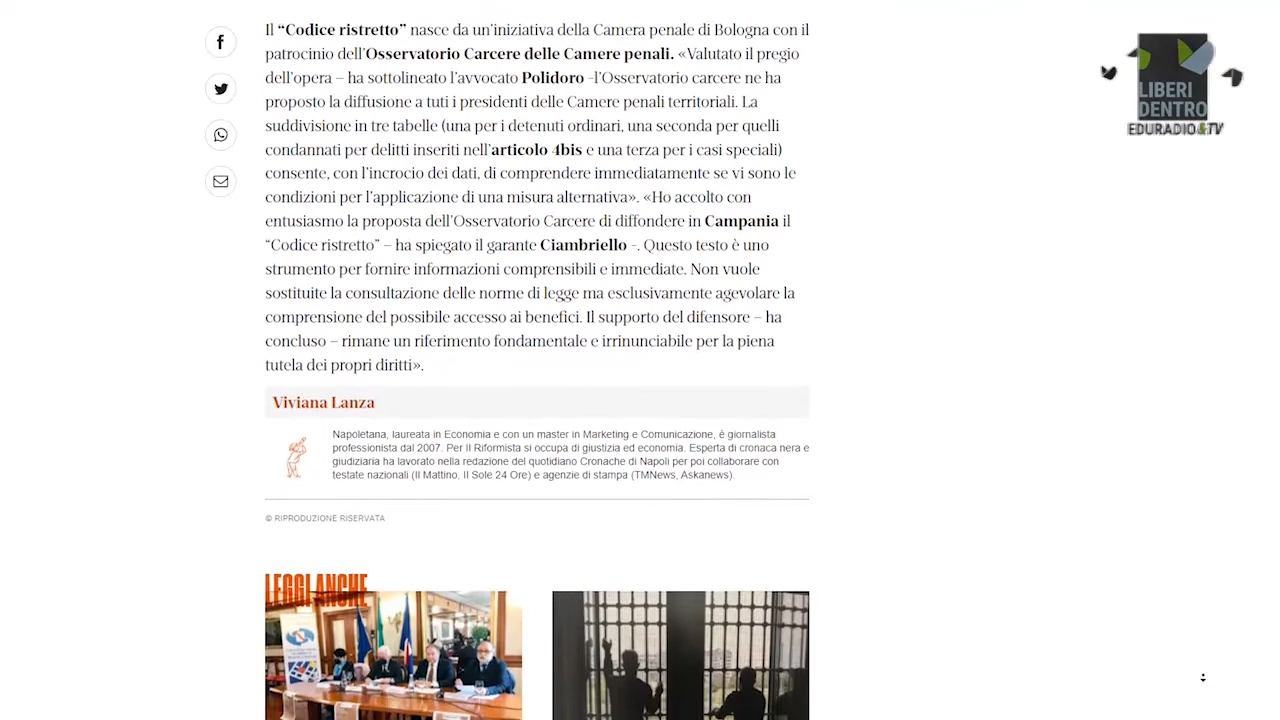 Il “Codice ristretto” nasce da un’iniziativa della Camera penale di Bologna con il
patrocinio dell’Osservatorio Carcere delle Camere penali. «Valutato il pregio
dell’opera – ha sottolineato l’avvocato Polidoro -l’Osservatorio carcere ne ha
proposto la diffusione a tuti i presidenti delle Camere penali territoriali. La
suddivisione in tre tabelle (una per i detenuti ordinari, una seconda per quelli
condannati per delitti inseriti nell’articolo 4bis e una terza per i casi speciali)
consente, con l’incrocio dei dati, di comprendere immediatamente se vi sono le
condizioni per l’applicazione di una misura alternativa». «Ho accolto con
entusiasmo la proposta dell’Osservatorio Carcere di diffondere in Campania il
“Codice ristretto” – ha spiegato il garante Ciambriello -. Questo testo è uno
strumento per fornire informazioni comprensibili e immediate. Non vuole
sostituite la consultazione delle norme di legge ma esclusivamente agevolare la
comprensione del possibile accesso ai benefici. Il supporto del difensore – ha
concluso – rimane un riferimento fondamentale e irrinunciabile per la piena
tutela dei propri diritti».
Viviana Lanza
Napoletana, laureata in Economia e con un master in Marketing e Comunicazione, è giornalista
professionista dal 2007. Per Il Riformista si occupa di giustizia ed economia. Esperta di cronaca nera e
giudiziaria ha lavorato nella redazione del quotidiano Cronache di Napoli per poi collaborare con
testate nazionali (Il Mattino, Il Sole 24 Ore) e agenzie di stampa (TMNews, Askanews).
© RIPRODUZIONE RISERVATA
LEGGI ANCHE
LIBERI
DENTRO
EDURADIO&TV